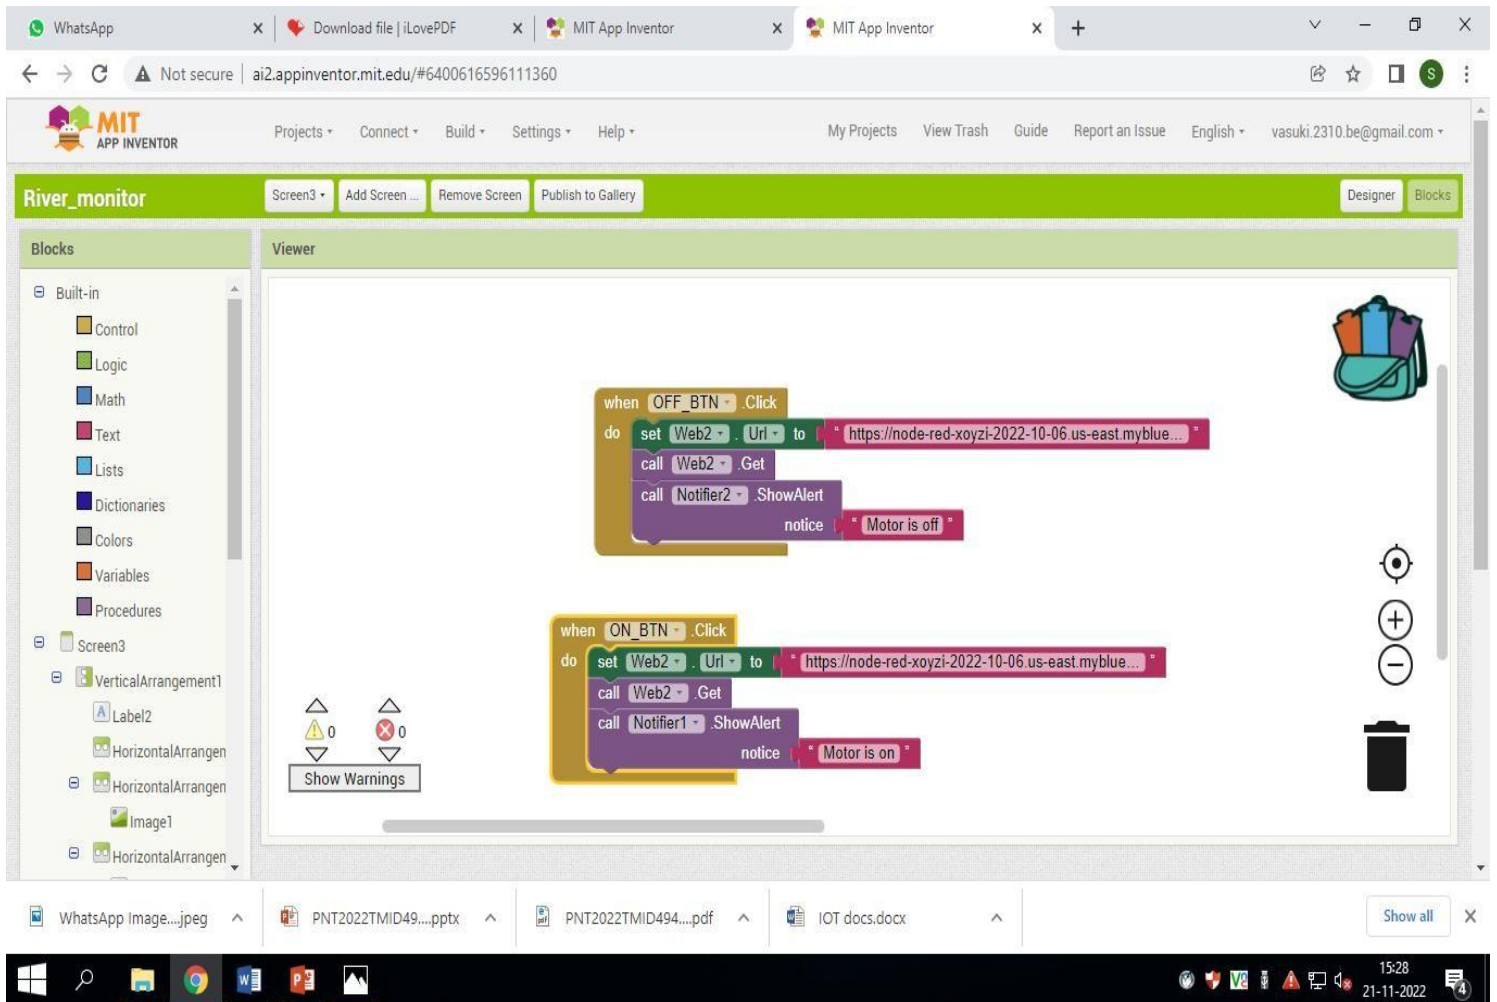 WhatsApp
Download file | iLovePDF
MIT App Inventor
MIT App Inventor
Not secure
ai2.appinventor.mit.edu/#6400616596111360
S
MIT
APP INVENTOR
Projects
Connect
Build
Settings
Help
My Projects
View Trash
Guide
Report an Issue
English
vasuki.2310.be@gmail.com
River_monitor
Screen3
Add Screen ...
Remove Screen
Publish to Gallery
Designer
Blocks
Blocks
Viewer
Built-in
Control
Logic
Math
Text
Lists
Dictionaries
Colors
Variables
Procedures
Screen3
VerticalArrangement1
A Label2
HorizontalArrangen
HorizontalArrangen
Image1
HorizontalArrangen
when OFF_BTN .Click
do set Web2 . Url to " https://node-red-xoyzi-2022-10-06.us-east.myblue... "
call Web2 .Get
call Notifier2 .ShowAlert
notice " Motor is off "
when ON_BTN .Click
do set Web2 . Url to " https://node-red-xoyzi-2022-10-06.us-east.myblue... "
call Web2 .Get
call Notifier1 .ShowAlert
notice " Motor is on "
0
0
Show Warnings
WhatsApp Image....jpeg
PNT2022TMID49....pptx
PNT2022TMID494....pdf
IOT docs.docx
Show all
15:28
21-11-2022
4